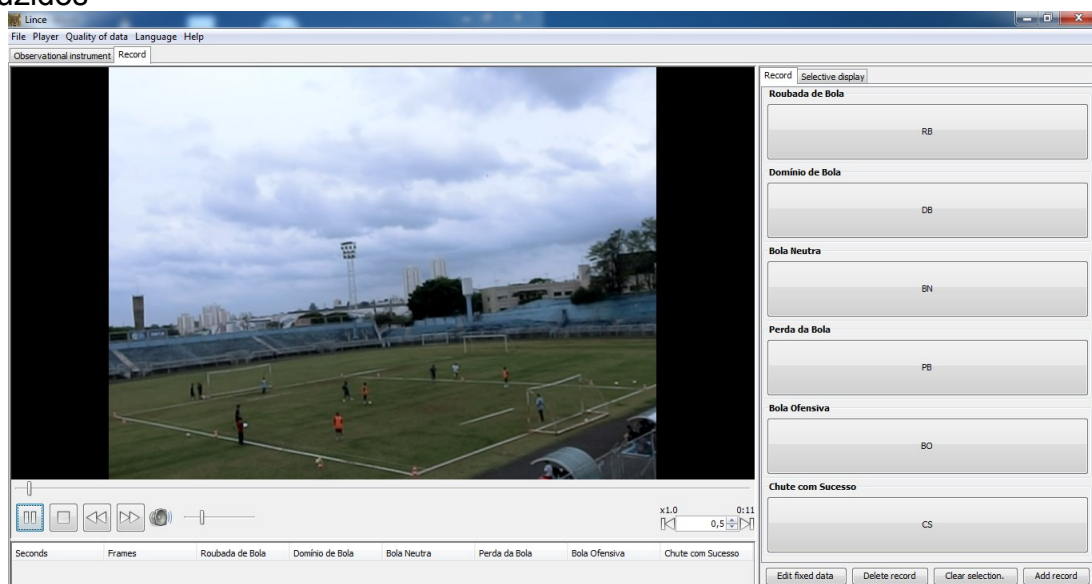 Lince
File Player Quality of data Language Help
Observational instrument Record
Record Selective display
Roubada de Bola
RB
Domínio de Bola
DB
Bola Neutra
BN
Perda da Bola
PB
Bola Ofensiva
BO
Chute com Sucesso
CS
x1.0 0:11
0,5
Seconds Frames Roubada de Bola Domínio de Bola Bola Neutra Perda da Bola Bola Ofensiva Chute com Sucesso
Edit fixed data Delete record Clear selection. Add record